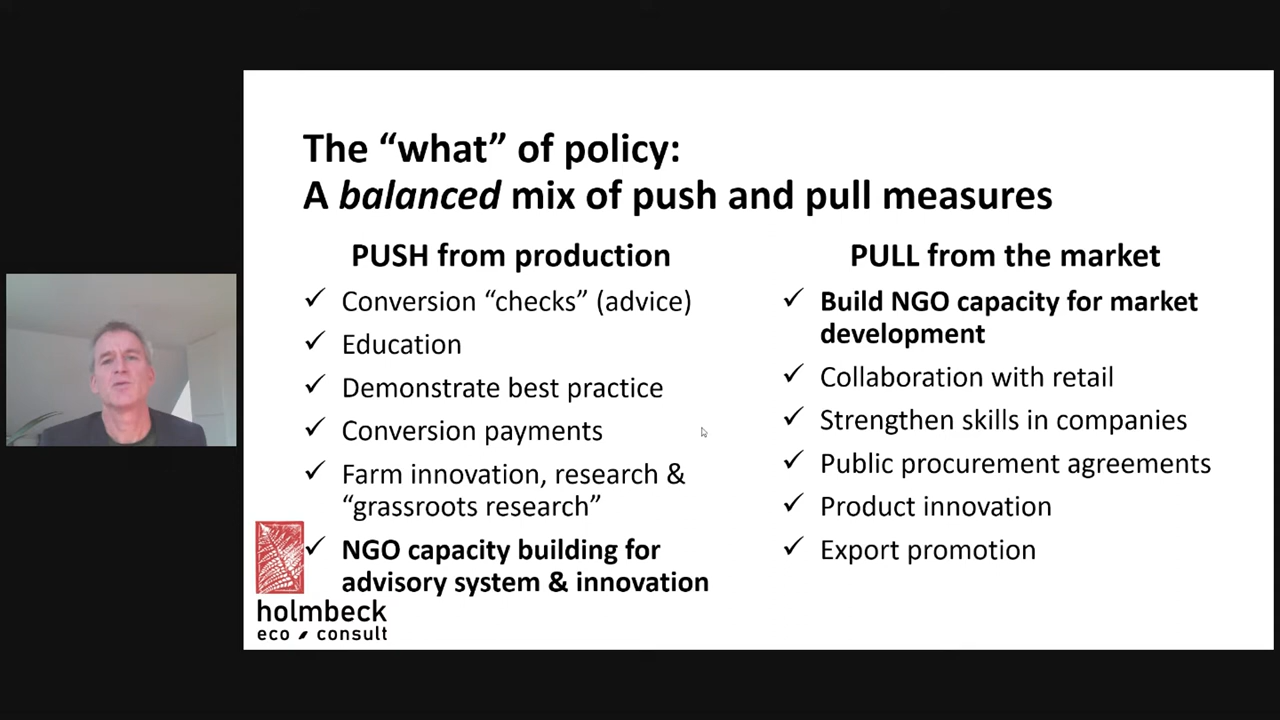 The “what” of policy:
A balanced mix of push and pull measures
PUSH from production
✓ Conversion “checks” (advice)
✓ Education
✓ Demonstrate best practice
✓ Conversion payments
✓ Farm innovation, research &
“grassroots research”
✓ NGO capacity building for
advisory system & innovation
PULL from the market
✓ Build NGO capacity for market
development
✓ Collaboration with retail
✓ Strengthen skills in companies
✓ Public procurement agreements
✓ Product innovation
✓ Export promotion
holmbeck
eco consult